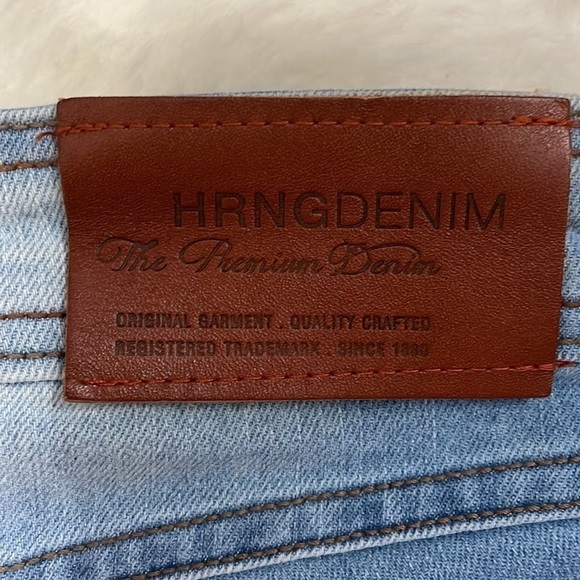 HRNGDENIM
The Premium Denim
ORIGINAL GARMENT . QUALITY CRAFTED
REGISTERED TRADEMARK . SINCE